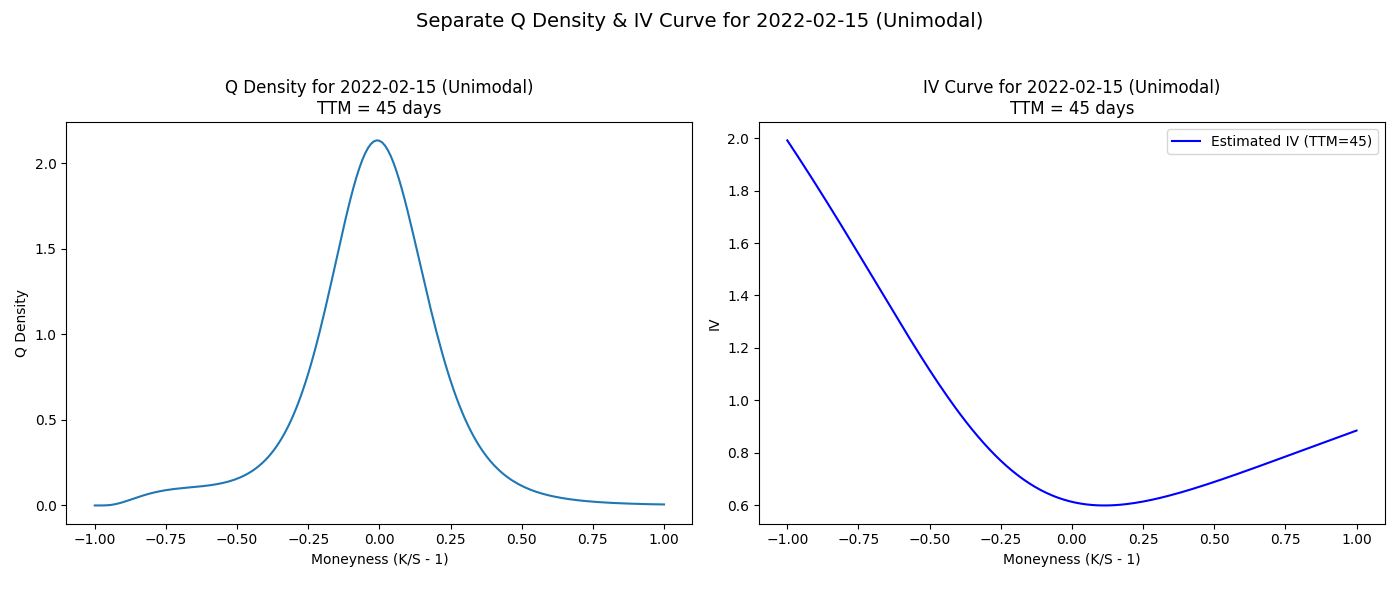 Separate Q Density & IV Curve for 2022-02-15 (Unimodal)
Q Density for 2022-02-15 (Unimodal)
TTM = 45 days
Q Density
2.0
1.5
1.0
0.5
0.0
−1.00 −0.75 −0.50 −0.25 0.00 0.25 0.50 0.75 1.00
Moneyness (K/S - 1)
IV Curve for 2022-02-15 (Unimodal)
TTM = 45 days
Estimated IV (TTM=45)
IV
2.0
1.8
1.6
1.4
1.2
1.0
0.8
0.6
−1.00 −0.75 −0.50 −0.25 0.00 0.25 0.50 0.75 1.00
Moneyness (K/S - 1)